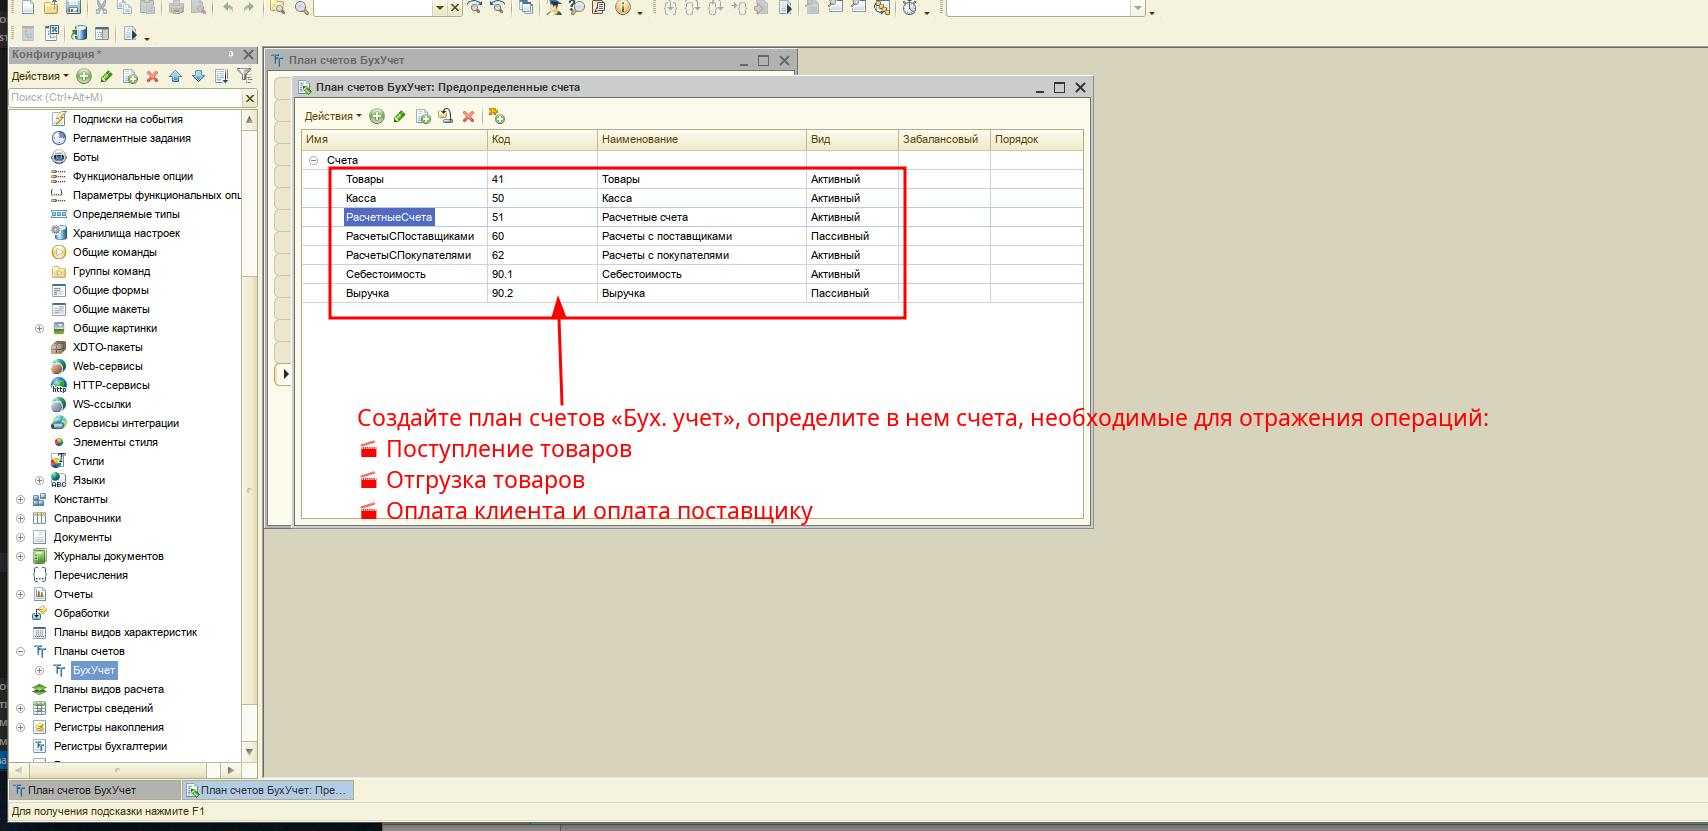 Конфигурация *
Действия
Поиск (Ctrl+Alt+M)
Подписки на события
Регламентные задания
Боты
Функциональные опции
Параметры функциональных опц
Определяемые типы
Хранилища настроек
Общие команды
Группы команд
Общие формы
Общие макеты
Общие картинки
XDTO-пакеты
Web-сервисы
HTTP-сервисы
WS-ссылки
Сервисы интеграции
Элементы стиля
Стили
Языки
Константы
Справочники
Документы
Журналы документов
Перечисления
Отчеты
Обработки
Планы видов характеристик
Планы счетов
БухУчет
Планы видов расчета
Регистры сведений
Регистры накопления
Регистры бухгалтерии
План счетов БухУчет
План счетов БухУчет: Предопределенные счета
Действия
Имя Код Наименование Вид Забалансовый Порядок
Счета
Товары 41 Товары Активный
Касса 50 Касса Активный
РасчетныеСчета 51 Расчетные счета Активный
РасчетыСПоставщиками 60 Расчеты с поставщиками Пассивный
РасчетыСПокупателями 62 Расчеты с покупателями Активный
Себестоимость 90.1 Себестоимость Активный
Выручка 90.2 Выручка Пассивный
Создайте план счетов «Бух. учет», определите в нем счета, необходимые для отражения операций:
Поступление товаров
Отгрузка товаров
Оплата клиента и оплата поставщику
План счетов БухУчет
План счетов БухУчет: Пре...
Для получения подсказки нажмите F1